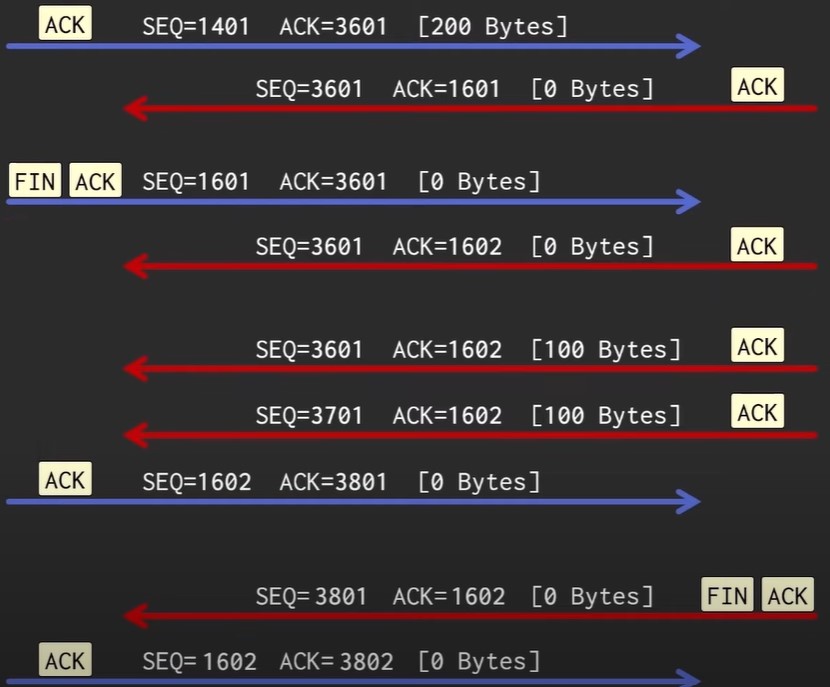 ACK SEQ=1401 ACK=3601 [200 Bytes]
SEQ=3601 ACK=1601 [0 Bytes] ACK
FIN ACK SEQ=1601 ACK=3601 [0 Bytes]
SEQ=3601 ACK=1602 [0 Bytes] ACK
SEQ=3601 ACK=1602 [100 Bytes] ACK
SEQ=3701 ACK=1602 [100 Bytes] ACK
ACK SEQ=1602 ACK=3801 [0 Bytes]
SEQ=3801 ACK=1602 [0 Bytes] FIN ACK
ACK SEQ=1602 ACK=3802 [0 Bytes]